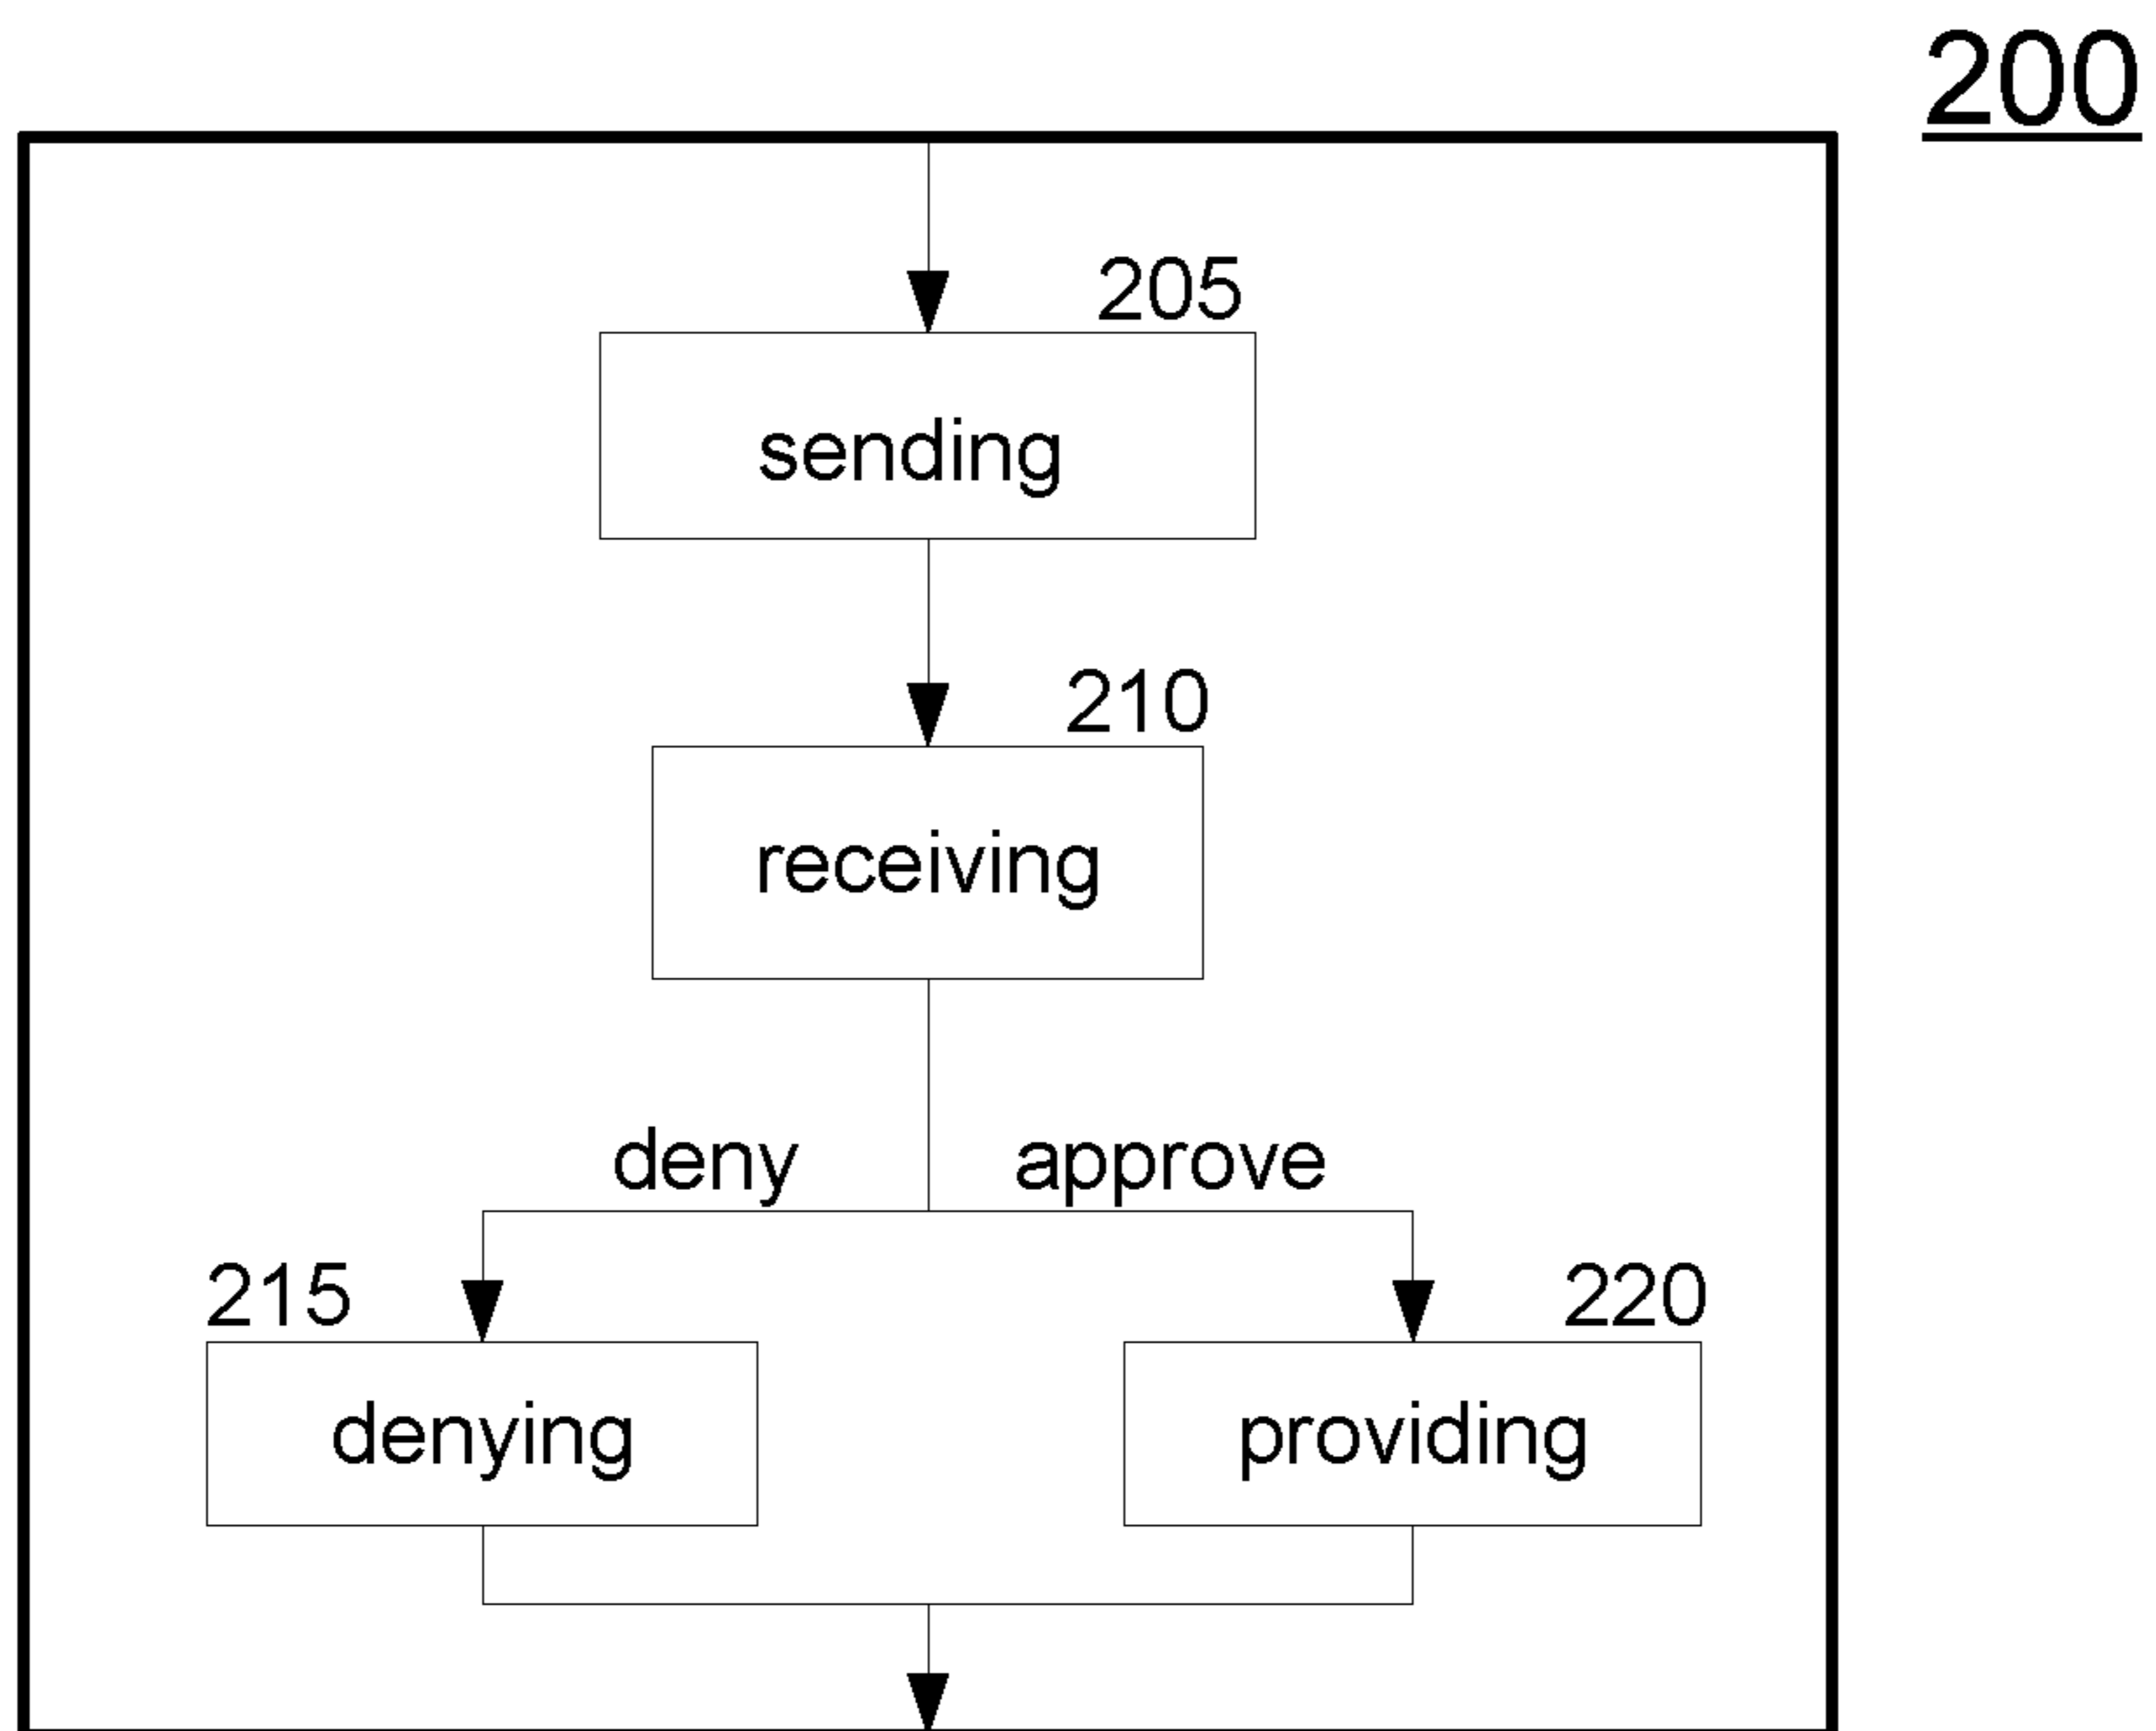 200
205
sending
210
receiving
deny approve
215 220
denying providing